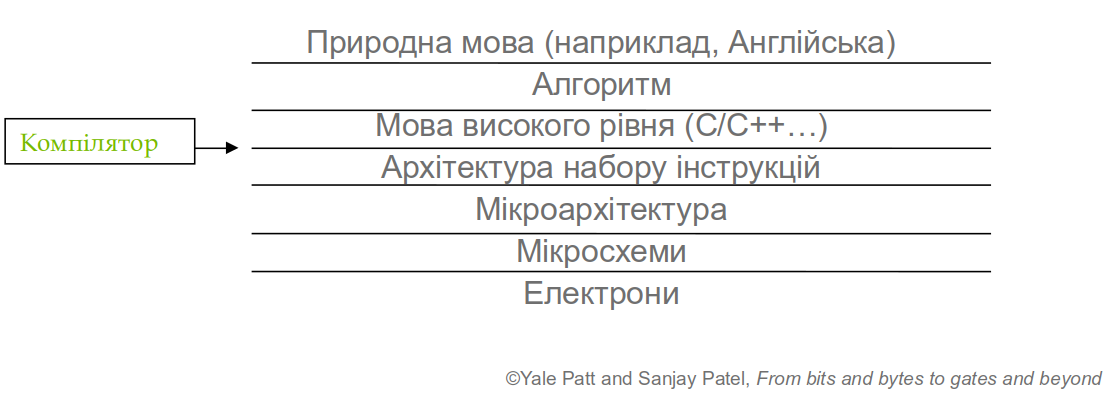 Природна мова (наприклад, Англійська)
Алгоритм
Мова високого рівня (C/C++…)
Компілятор
Архітектура набору інструкцій
Мікроархітектура
Мікросхеми
Електрони
©Yale Patt and Sanjay Patel, From bits and bytes to gates and beyond